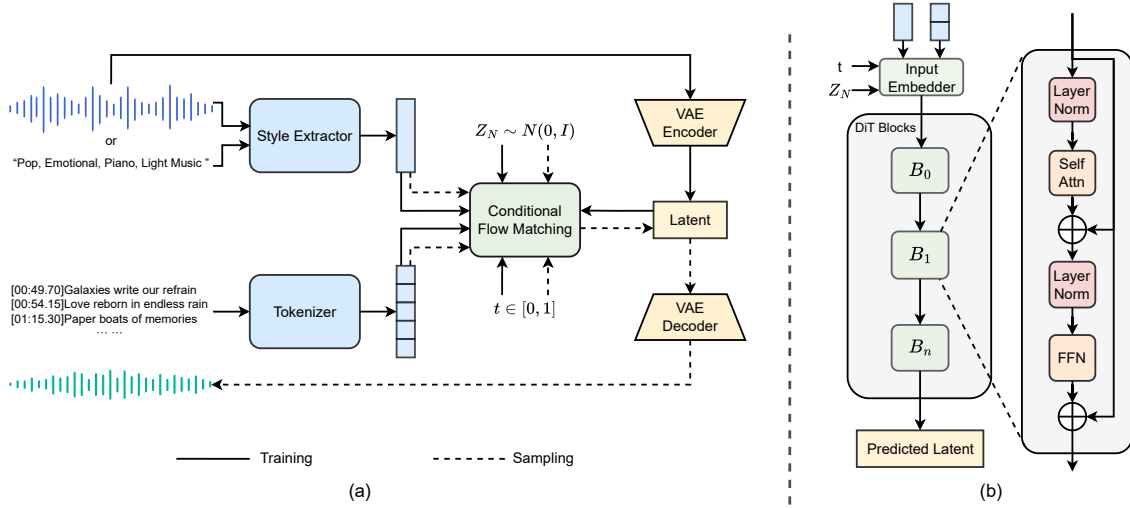 or
“Pop, Emotional, Piano, Light Music ”
Style Extractor
Z_N ∼ N(0, I)
VAE
Encoder
Conditional
Flow Matching
Latent
t ∈ [0, 1]
[00:49.70]Galaxies write our refrain
[00:54.15]Love reborn in endless rain
[01:15.30]Paper boats of memories
... ...
Tokenizer
VAE
Decoder
Training
Sampling
(a)
t
Z_N
Input
Embedder
DiT Blocks
B_0
B_1
B_n
Predicted Latent
Layer
Norm
Self
Attn
Layer
Norm
FFN
(b)